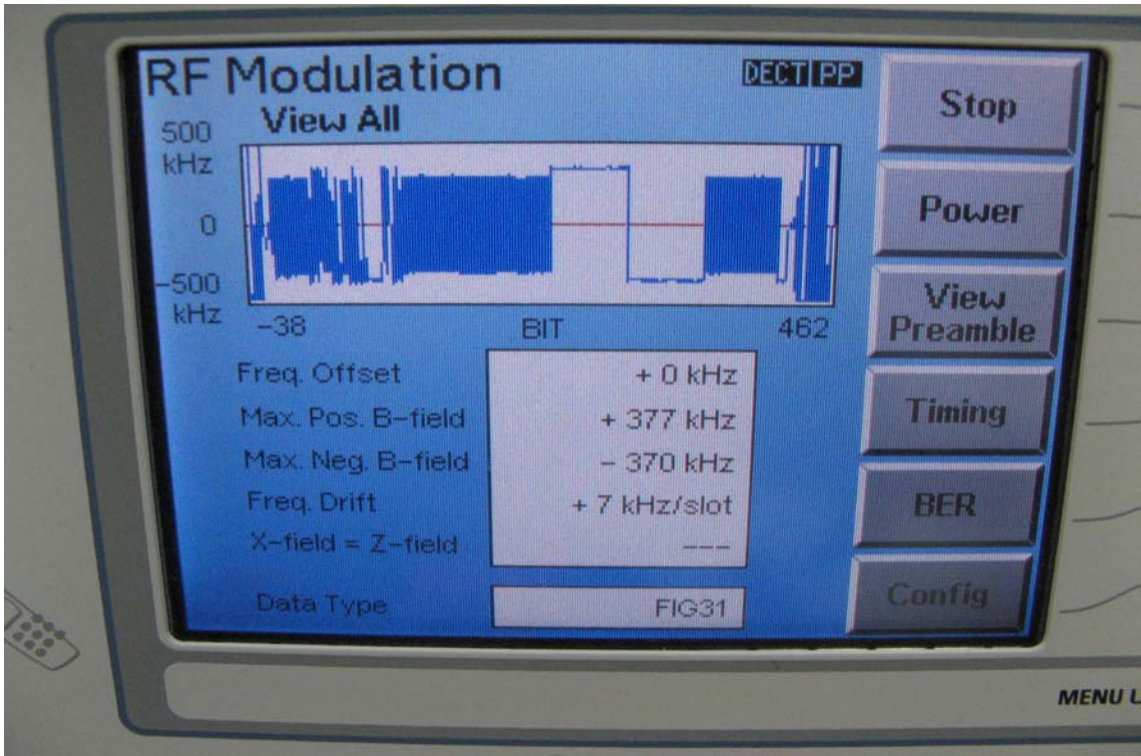 RF Modulation
DECT PP
View All
500
kHz
0
-500
kHz
-38
BIT
462
Freq. Offset
+ 0 kHz
Max. Pos. B-field
+ 377 kHz
Max. Neg. B-field
- 370 kHz
Freq. Drift
+ 7 kHz/slot
X-field = Z-field
---
Data Type
FIG31
Stop
Power
View
Preamble
Timing
BER
Config
MENU